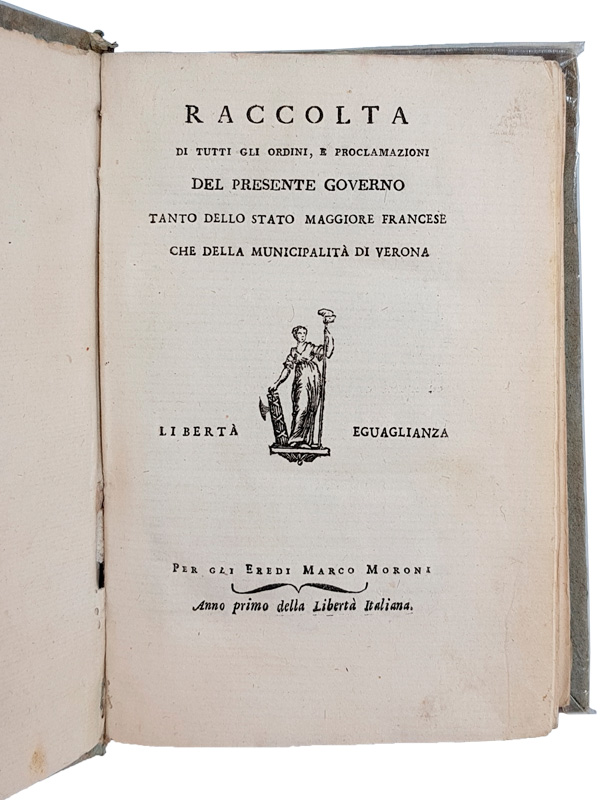 RACCOLTA
DI TUTTI GLI ORDINI, E PROCLAMAZIONI
DEL PRESENTE GOVERNO
TANTO DELLO STATO MAGGIORE FRANCESE
CHE DELLA MUNICIPALITÀ DI VERONA
LIBERTÀ EGUAGLIANZA
PER GLI EREDI MARCO MORONI
Anno primo della Libertà Italiana.